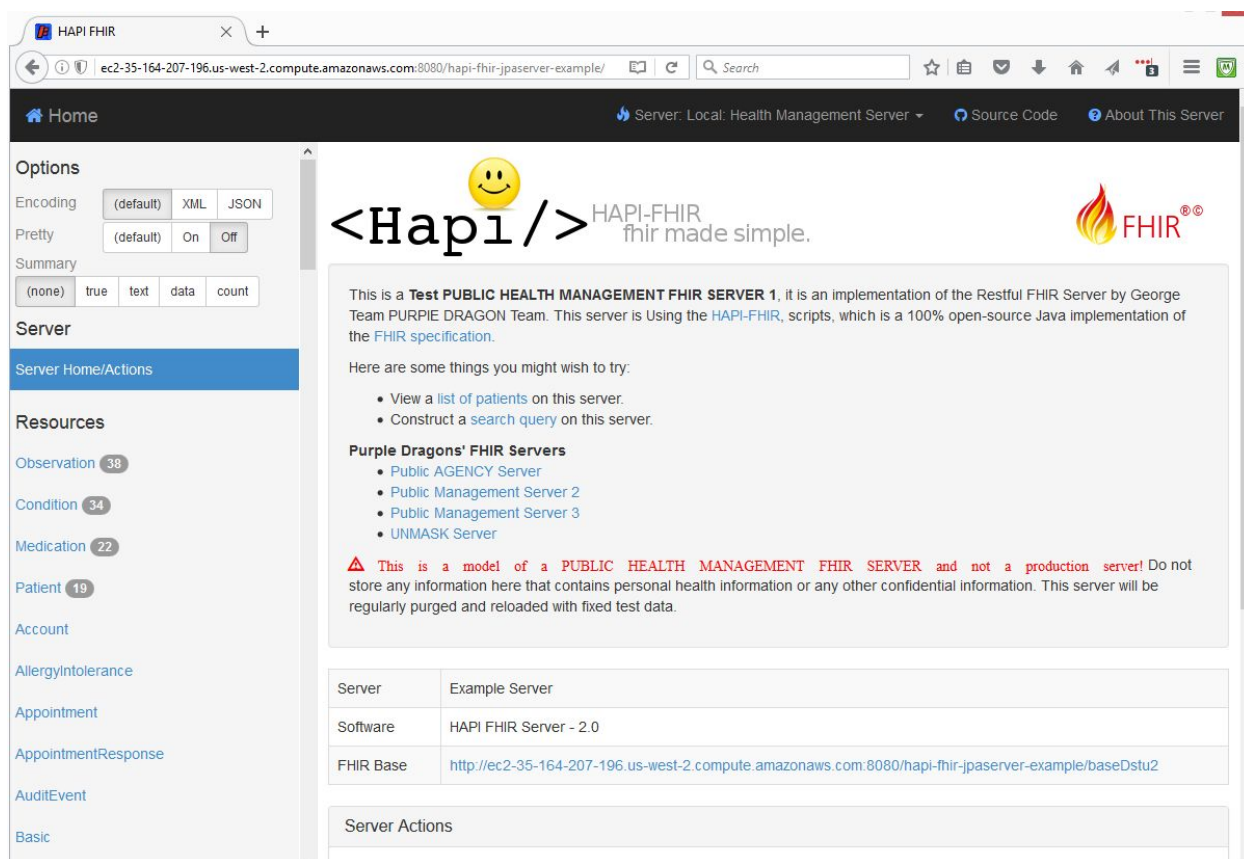 HAPI FHIR
ec2-35-164-207-196.us-west-2.compute.amazonaws.com:8080/hapi-fhir-jpaserver-example/
Search
3
Home
Server: Local: Health Management Server
Source Code
About This Server
Options
Encoding (default) XML JSON
Pretty (default) On Off
Summary
(none) true text data count
Server
Server Home/Actions
Resources
Observation 38
Condition 34
Medication 22
Patient 19
Account
AllergyIntolerance
Appointment
AppointmentResponse
AuditEvent
Basic
<Hapi/>
HAPI-FHIR
fhir made simple.
FHIR®©
This is a Test PUBLIC HEALTH MANAGEMENT FHIR SERVER 1, it is an implementation of the Restful FHIR Server by George
Team PURPIE DRAGON Team. This server is Using the HAPI-FHIR, scripts, which is a 100% open-source Java implementation of
the FHIR specification.
Here are some things you might wish to try:
• View a list of patients on this server.
• Construct a search query on this server.
Purple Dragons' FHIR Servers
• Public AGENCY Server
• Public Management Server 2
• Public Management Server 3
• UNMASK Server
This is a model of a PUBLIC HEALTH MANAGEMENT FHIR SERVER and not a production server! Do not
store any information here that contains personal health information or any other confidential information. This server will be
regularly purged and reloaded with fixed test data.
Server Example Server
Software HAPI FHIR Server - 2.0
FHIR Base http://ec2-35-164-207-196.us-west-2.compute.amazonaws.com:8080/hapi-fhir-jpaserver-example/baseDstu2
Server Actions